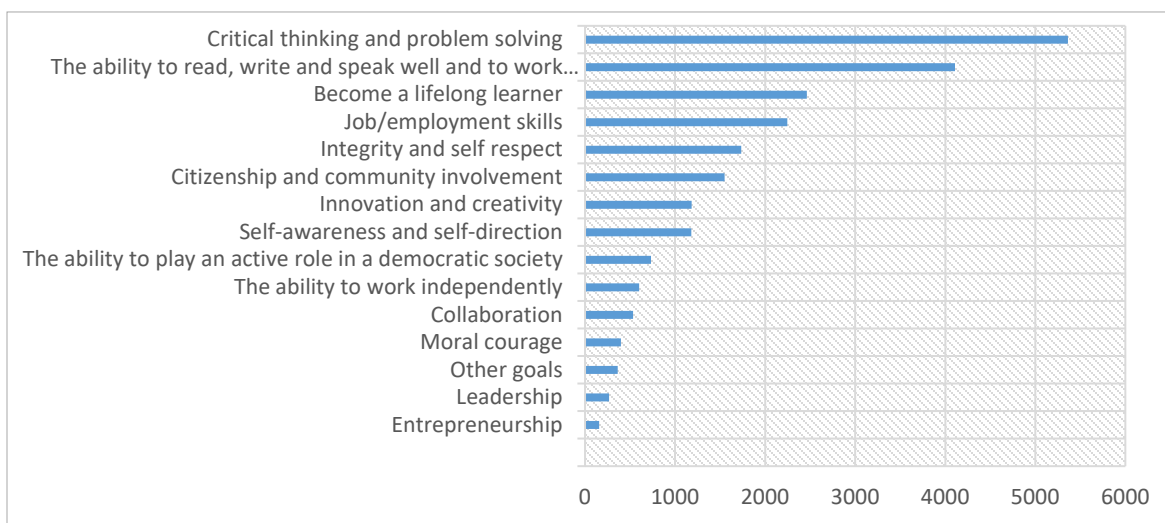 Critical thinking and problem solving
The ability to read, write and speak well and to work...
Become a lifelong learner
Job/employment skills
Integrity and self respect
Citizenship and community involvement
Innovation and creativity
Self-awareness and self-direction
The ability to play an active role in a democratic society
The ability to work independently
Collaboration
Moral courage
Other goals
Leadership
Entrepreneurship
0 1000 2000 3000 4000 5000 6000